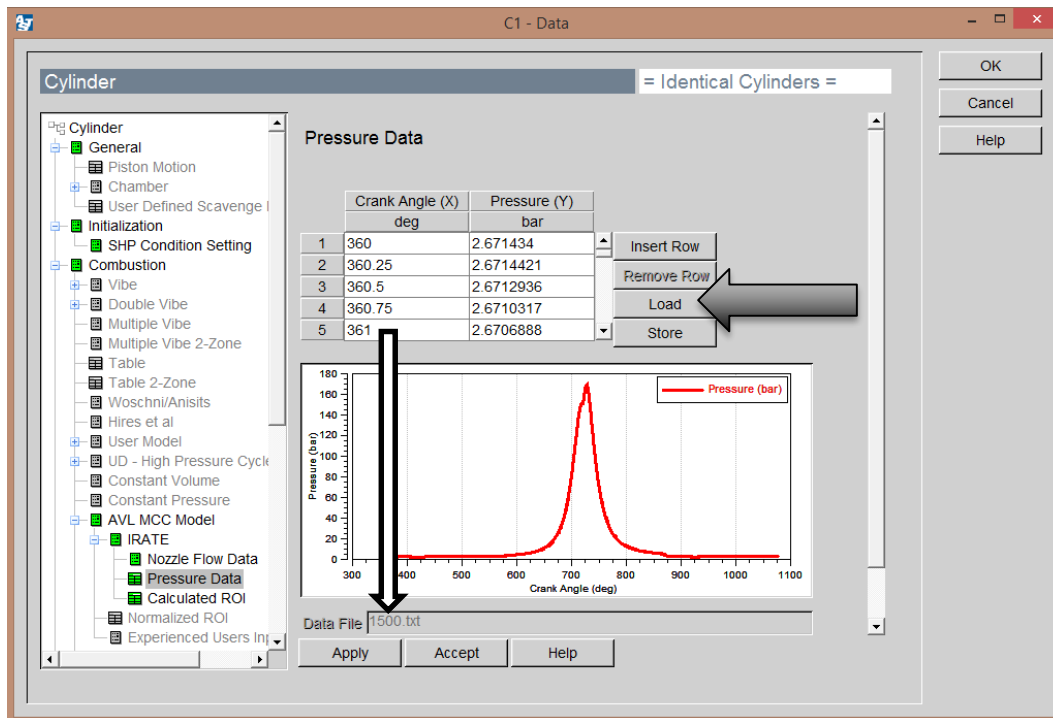 C1 - Data
Cylinder
= Identical Cylinders =
OK
Cancel
Help
Cylinder
General
Piston Motion
Chamber
User Defined Scavenge
Initialization
SHP Condition Setting
Combustion
Vibe
Double Vibe
Multiple Vibe
Multiple Vibe 2-Zone
Table
Table 2-Zone
Woschni/Anisits
Hires et al
User Model
UD - High Pressure Cycle
Constant Volume
Constant Pressure
AVL MCC Model
IRATE
Nozzle Flow Data
Pressure Data
Calculated ROI
Normalized ROI
Experienced Users
Pressure Data
Crank Angle (X) Pressure (Y)
deg bar
1 360 2.671434
2 360.25 2.6714421
3 360.5 2.6712936
4 360.75 2.6710317
5 361 2.6706888
Insert Row
Remove Row
Load
Store
Pressure (bar)
180
160
140
120
100
80
60
40
20
0
Pressure (bar)
300 400 500 600 700 800 900 1000 1100
Crank Angle (deg)
Data File 1500.txt
Apply Accept Help